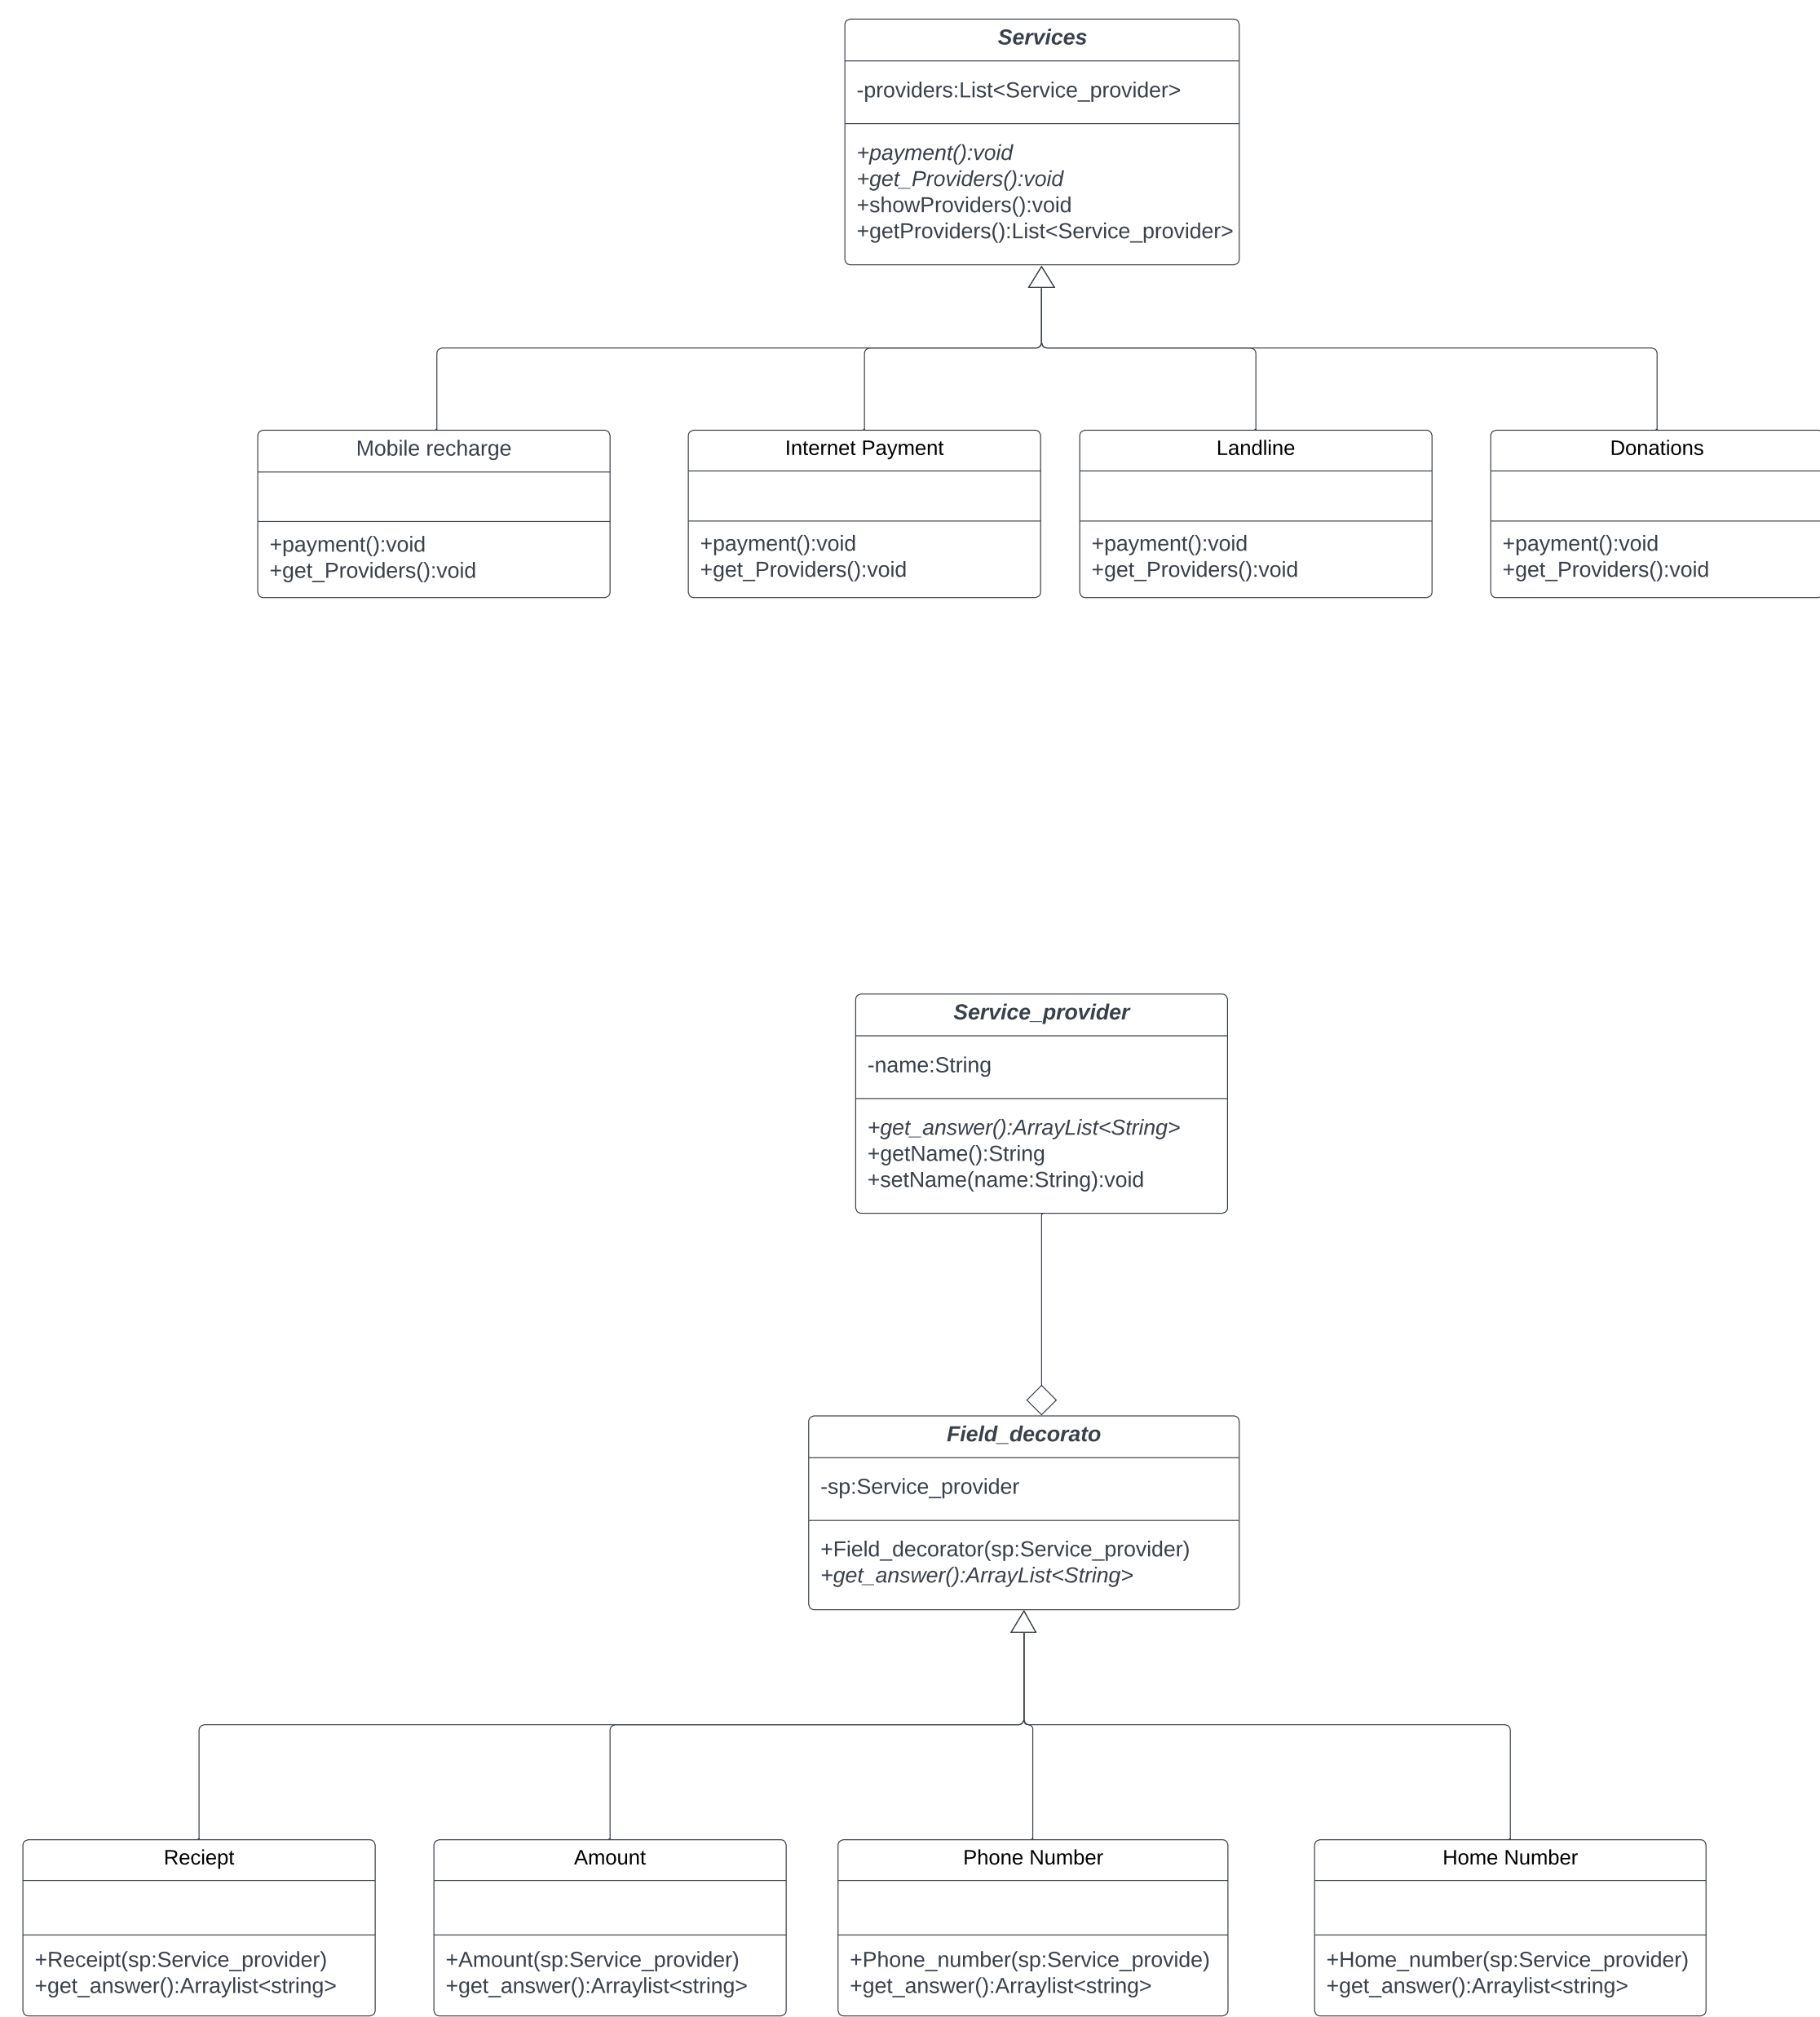 Services
-providers:List<Service_provider>
+payment():void
+get_Providers():void
+showProviders():void
+getProviders():List<Service_provider>
Mobile recharge
+payment():void
+get_Providers():void
Internet Payment
+payment():void
+get_Providers():void
Landline
+payment():void
+get_Providers():void
Donations
+payment():void
+get_Providers():void
Service_provider
-name:String
+get_answer():ArrayList<String>
+getName():String
+setName(name:String):void
Field_decorato
-sp:Service_provider
+Field_decorator(sp:Service_provider)
+get_answer():ArrayList<String>
Reciept
+Receipt(sp:Service_provider)
+get_answer():Arraylist<string>
Amount
+Amount(sp:Service_provider)
+get_answer():Arraylist<string>
Phone Number
+Phone_number(sp:Service_provide)
+get_answer():Arraylist<string>
Home Number
+Home_number(sp:Service_provider)
+get_answer():Arraylist<string>